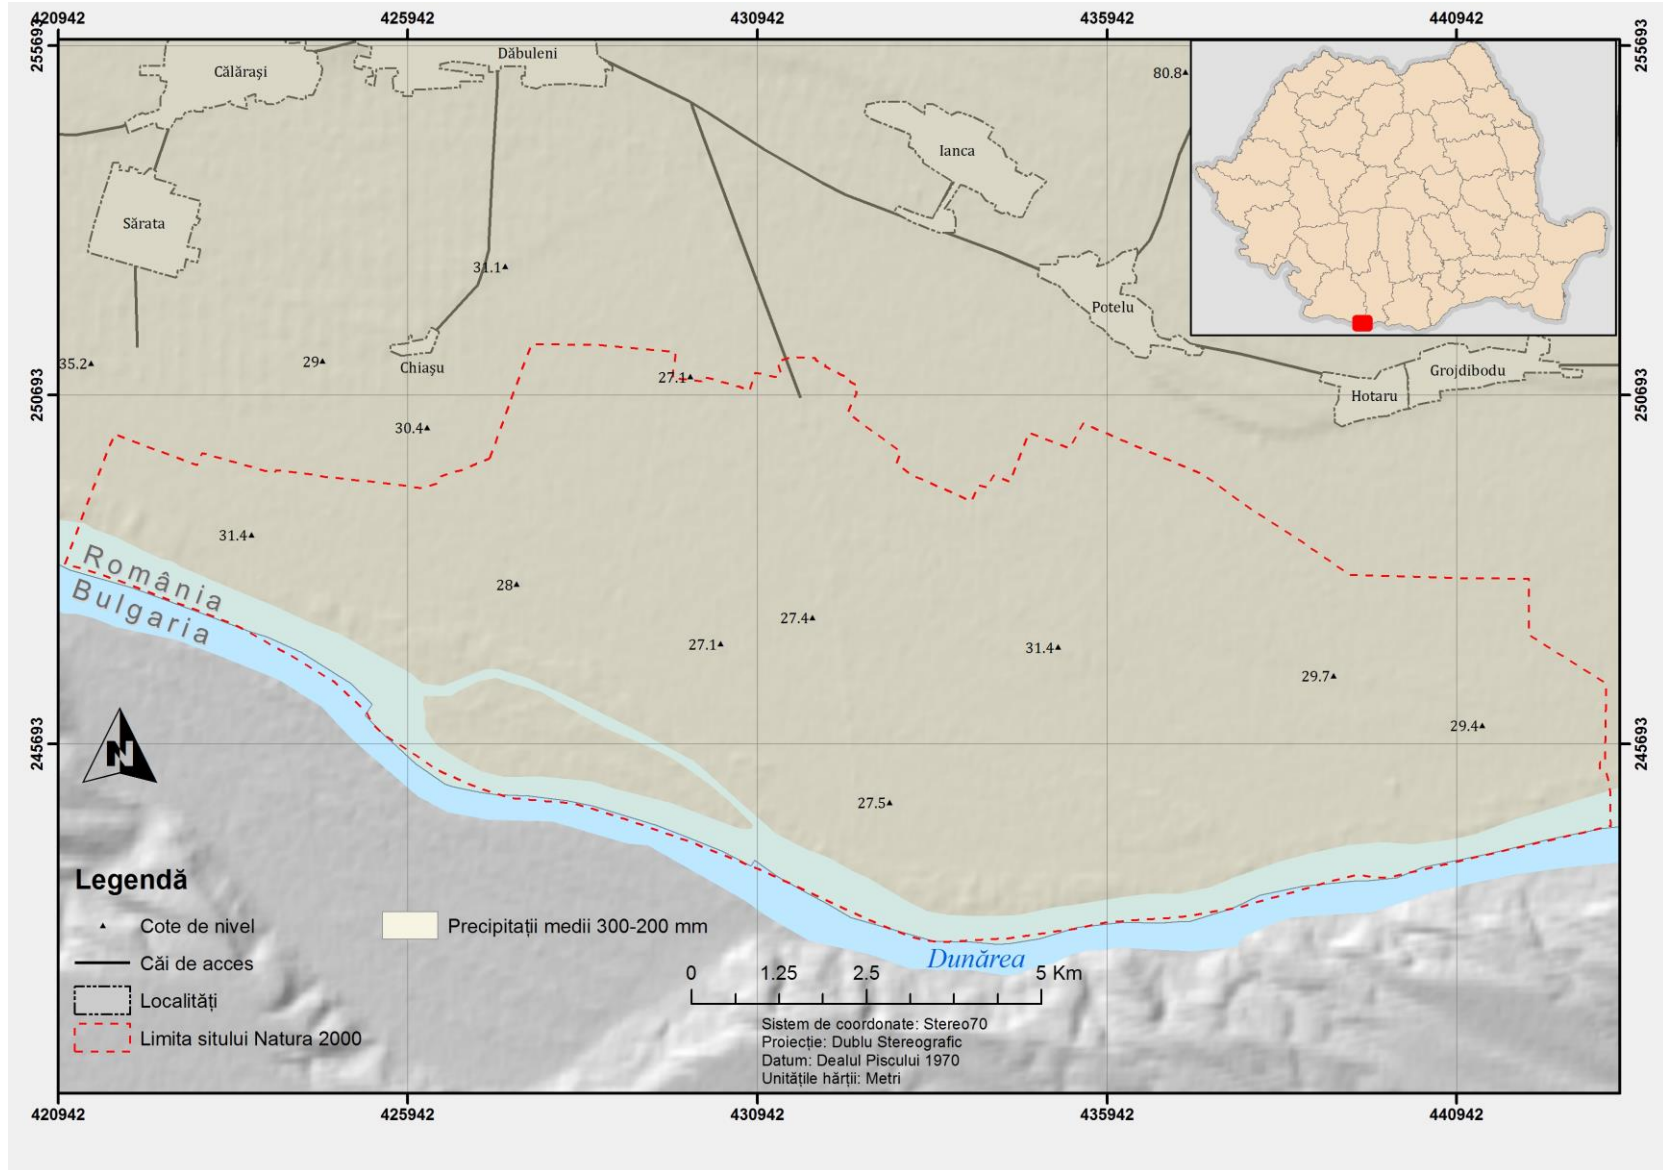 420942 425942 430942 435942 440942
255693
255693
Dăbuleni
Călărași
80.8
Ianca
Sărata
31.1
Potelu
35.2
29
Chiașu
27.1
Grojdibodu
Hotaru
250693
250693
30.4
31.4
România
Bulgaria
28
27.4
27.1
31.4
29.7
29.4
245693
245693
N
27.5
Dunărea
Legendă
Cote de nivel
Căi de acces
Localități
Limita sitului Natura 2000
Precipitații medii 300-200 mm
0 1.25 2.5 5 Km
Sistem de coordonate: Stereo70
Proiecție: Dublu Stereografic
Datum: Dealul Piscului 1970
Unitățile hărții: Metri
420942 425942 430942 435942 440942